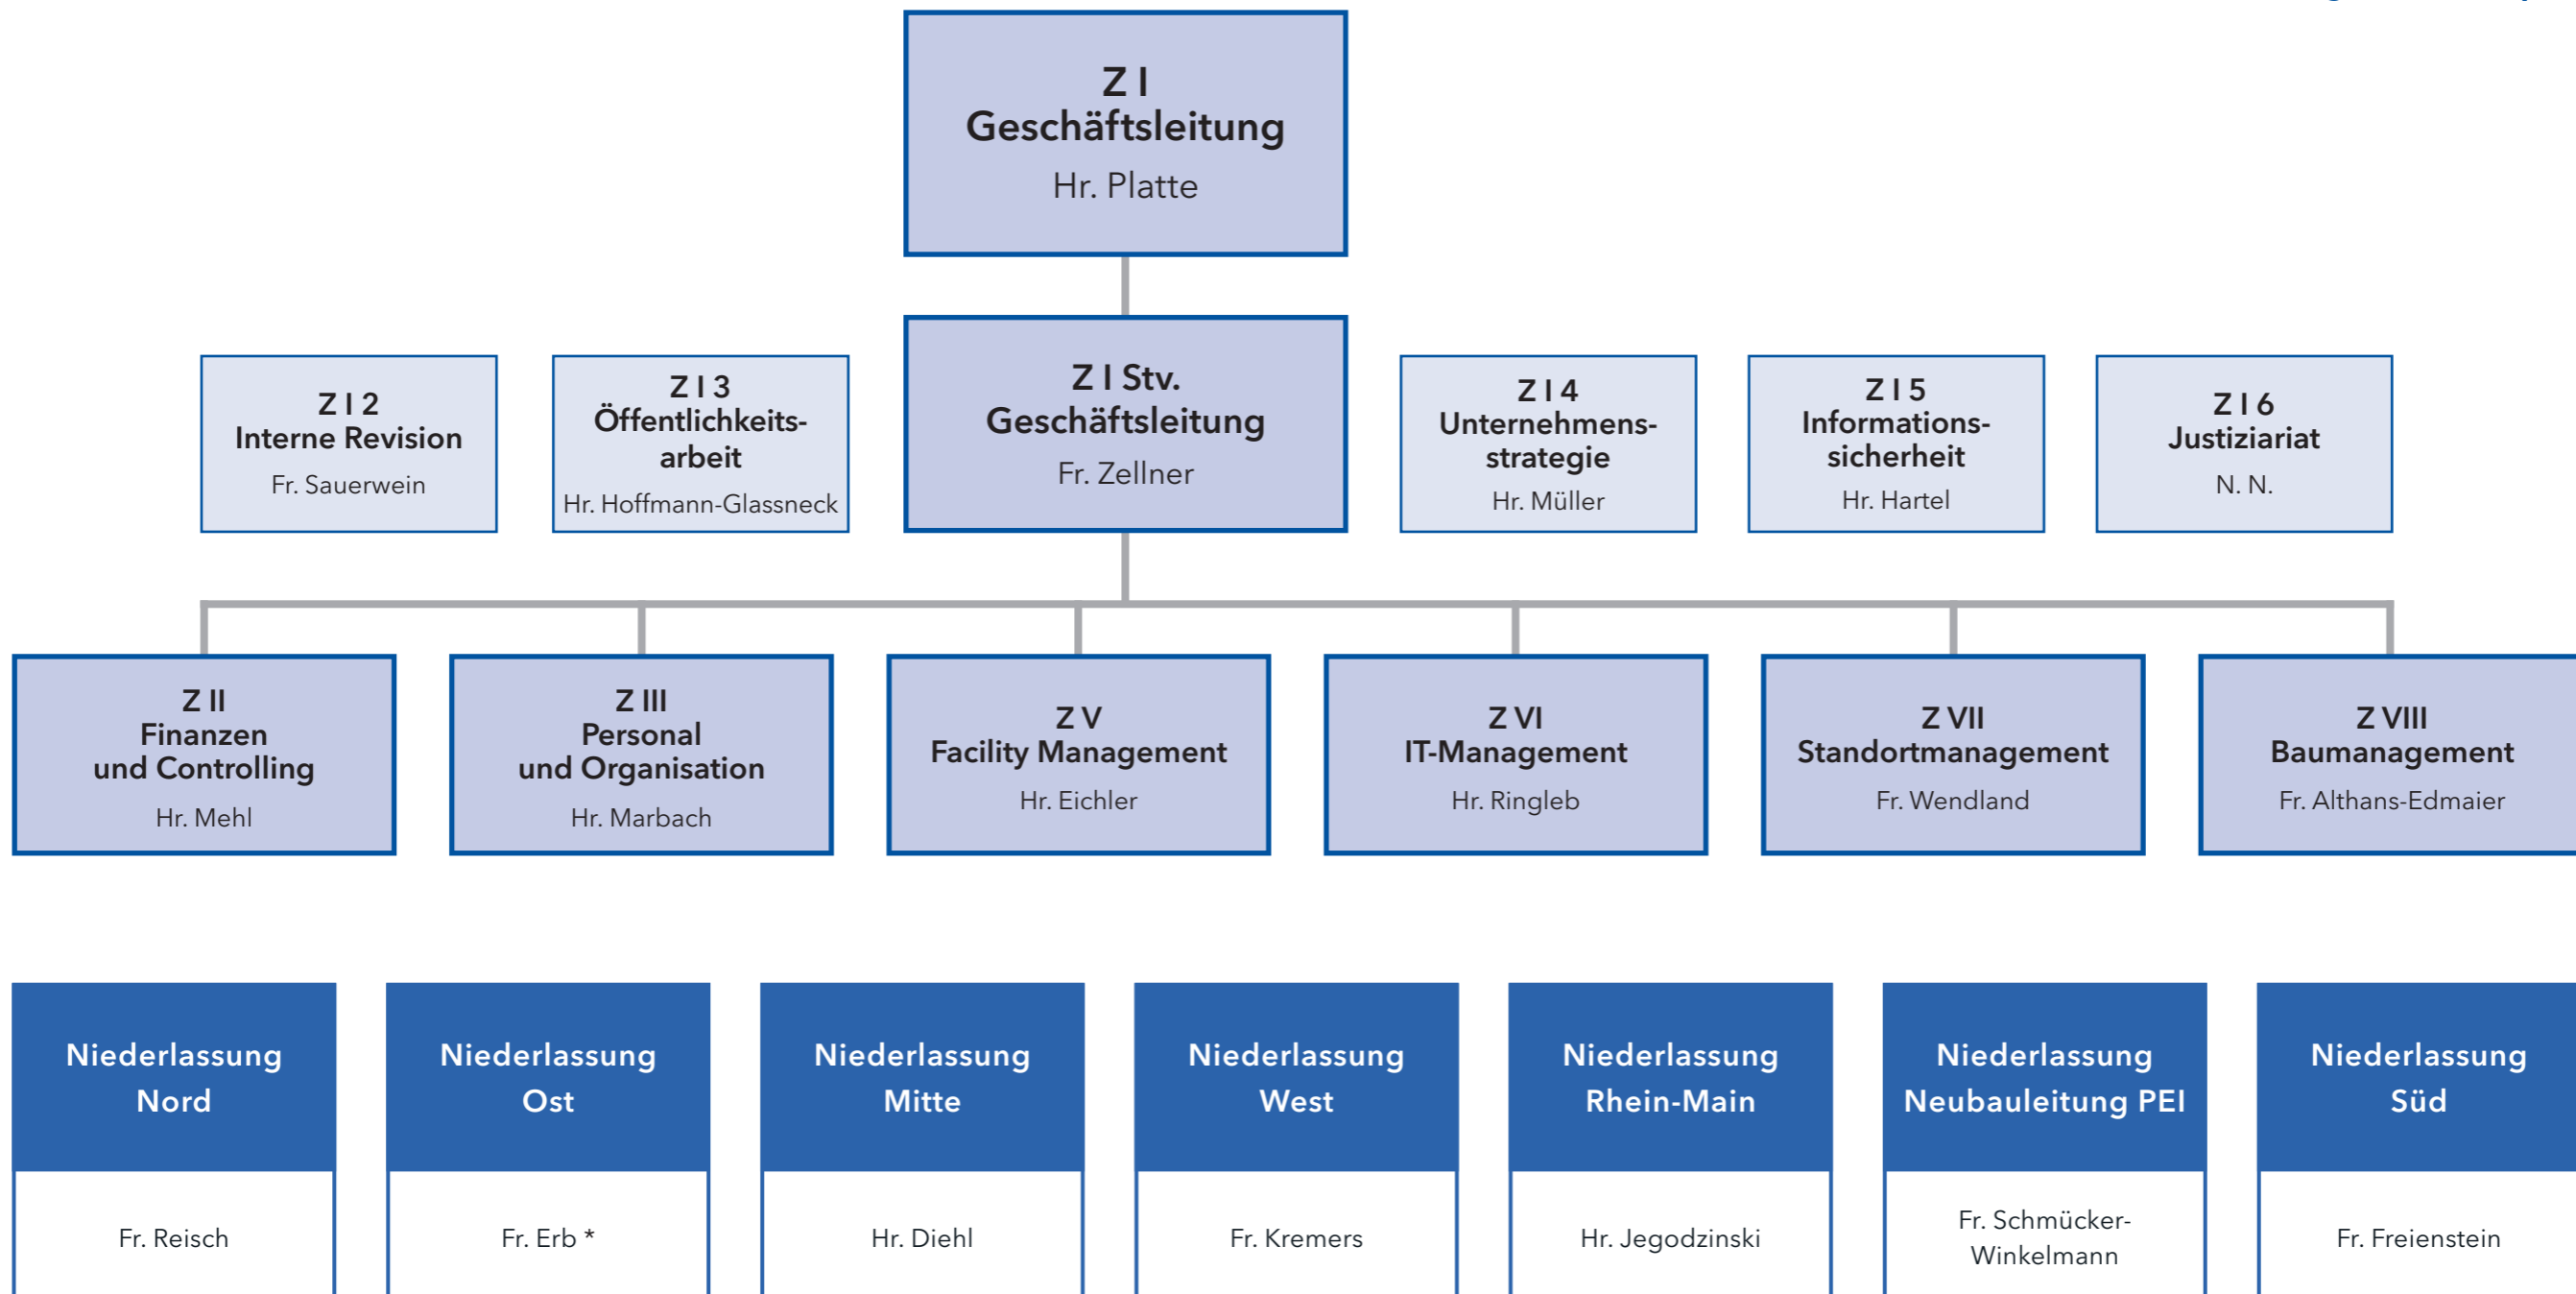 Z I
Geschäftsleitung
Hr. Platte
Z I 2
Interne Revision
Fr. Sauerwein
Z I 3
Öffentlichkeits-
arbeit
Hr. Hoffmann-Glassneck
Z I Stv.
Geschäftsleitung
Fr. Zellner
Z I 4
Unternehmens-
strategie
Hr. Müller
Z I 5
Informations-
sicherheit
Hr. Hartel
Z I 6
Justiziariat
N. N.
Z II
Finanzen
und Controlling
Hr. Mehl
Z III
Personal
und Organisation
Hr. Marbach
Z V
Facility Management
Hr. Eichler
Z VI
IT-Management
Hr. Ringleb
Z VII
Standortmanagement
Fr. Wendland
Z VIII
Baumanagement
Fr. Althans-Edmaier
Niederlassung
Nord
Fr. Reisch
Niederlassung
Ost
Fr. Erb *
Niederlassung
Mitte
Hr. Diehl
Niederlassung
West
Fr. Kremers
Niederlassung
Rhein-Main
Hr. Jegodzinski
Niederlassung
Neubauleitung PEI
Fr. Schmücker-
Winkelmann
Niederlassung
Süd
Fr. Freienstein